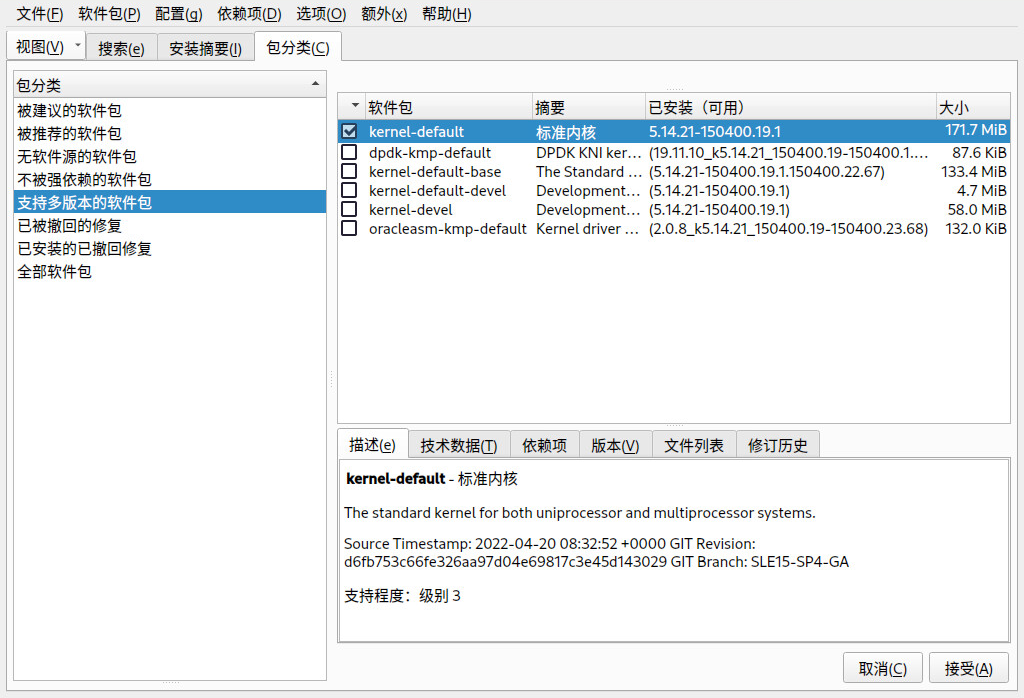 文件(F) 软件包(P) 配置(g) 依赖项(D) 选项(O) 额外(x) 帮助(H)
视图(V) 搜索(e) 安装摘要(I) 包分类(C)
包分类
被建议的软件包
被推荐的软件包
无软件源的软件包
不被强依赖的软件包
支持多版本的软件包
已被撤回的修复
已安装的已撤回修复
全部软件包
软件包 摘要 已安装（可用） 大小
kernel-default 标准内核 5.14.21-150400.19.1 171.7 MiB
dpdk-kmp-default DPDK KNI ker... (19.11.10_k5.14.21_150400.19-150400.1.... 87.6 KiB
kernel-default-base The Standard ... (5.14.21-150400.19.1.150400.22.67) 133.4 MiB
kernel-default-devel Development... (5.14.21-150400.19.1) 4.7 MiB
kernel-devel Development... (5.14.21-150400.19.1) 58.0 MiB
oracleasm-kmp-default Kernel driver ... (2.0.8_k5.14.21_150400.19-150400.23.68) 132.0 KiB
描述(e) 技术数据(T) 依赖项 版本(V) 文件列表 修订历史
kernel-default - 标准内核
The standard kernel for both uniprocessor and multiprocessor systems.
Source Timestamp: 2022-04-20 08:32:52 +0000 GIT Revision:
d6fb753c66fe326aa97d04e69817c3e45d143029 GIT Branch: SLE15-SP4-GA
支持程度：级别 3
取消(C) 接受(A)